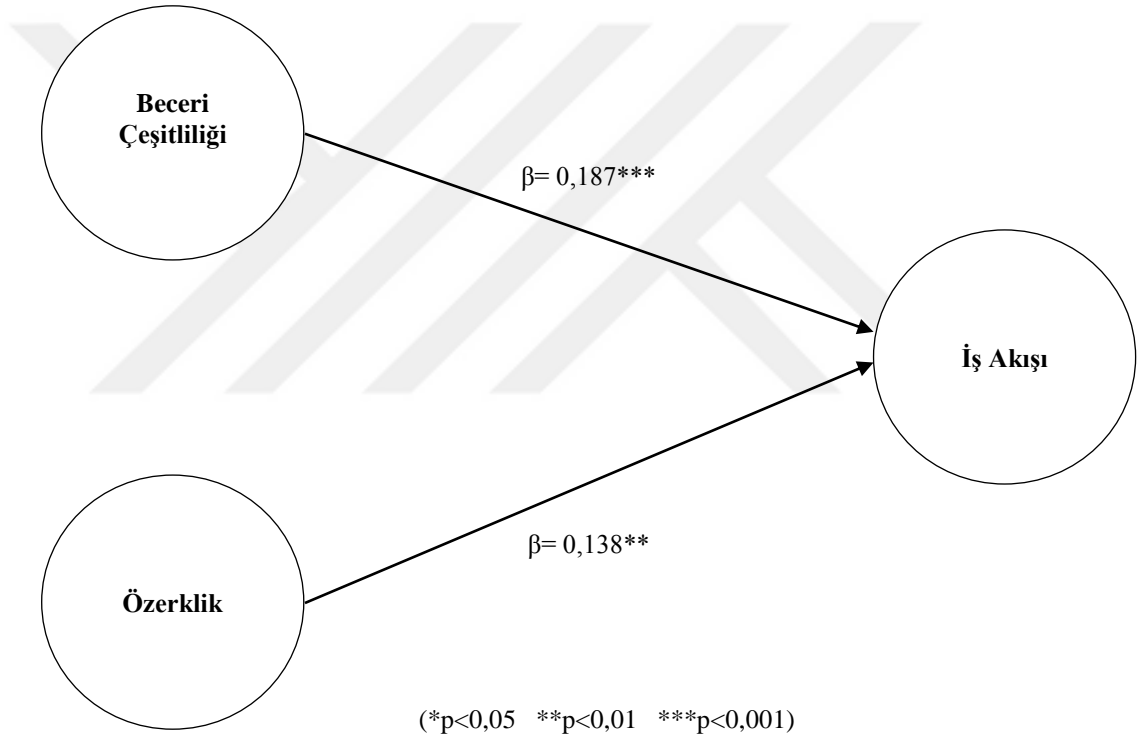 Beceri
Çeşitliliği
β= 0,187***
İş Akışı
β= 0,138**
Özerklik
(*p<0,05 **p<0,01 ***p<0,001)